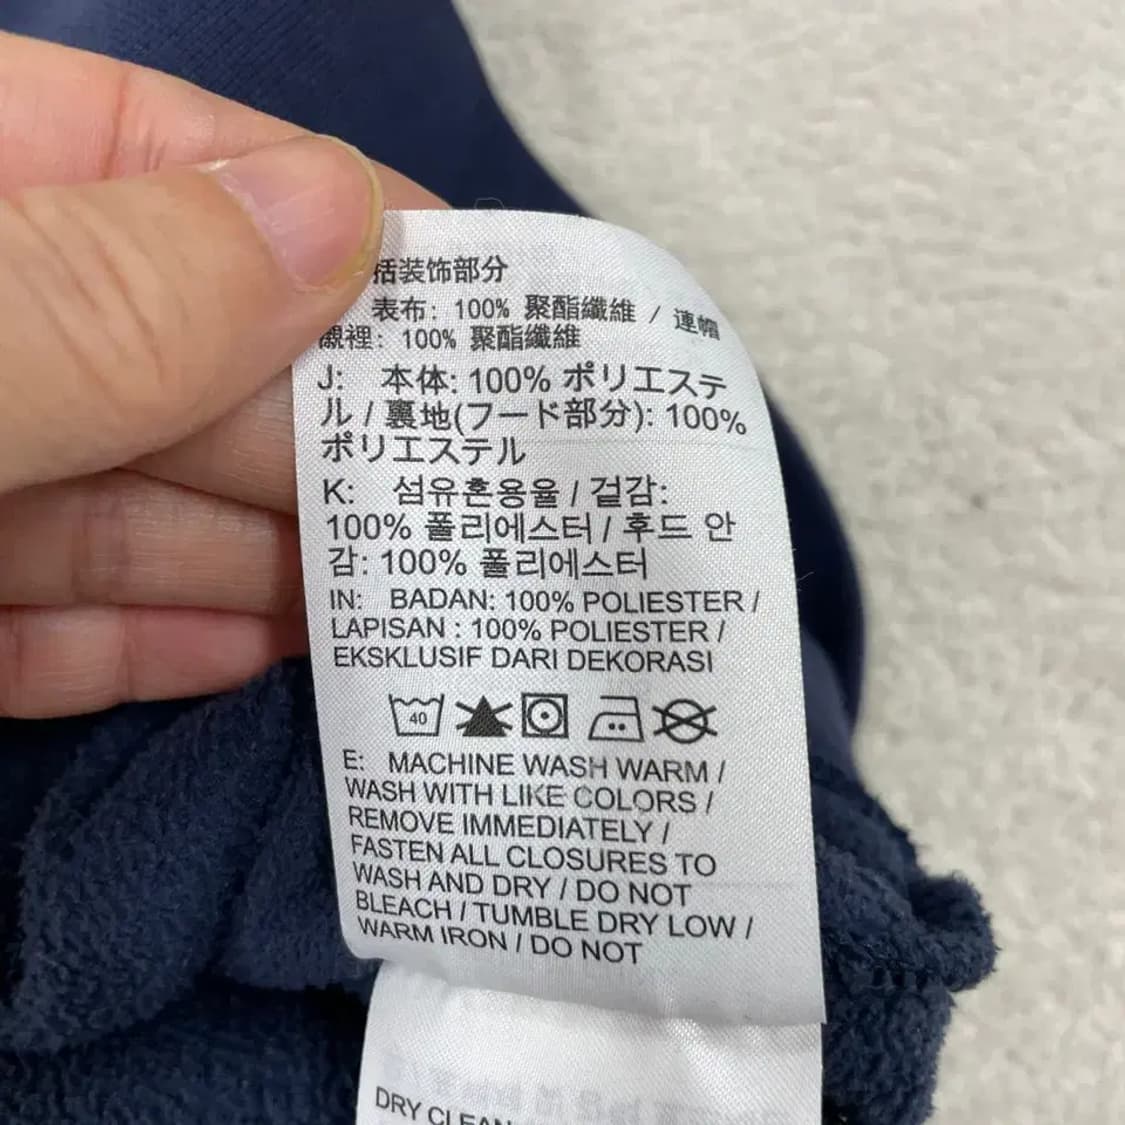 括装饰部分
表布: 100% 聚酯纖維 / 連帽
襯裡: 100% 聚酯纖維
J: 本体: 100% ポリエステ
ル / 裏地(フード部分): 100%
ポリエステル
K: 섬유혼용율 / 겉감:
100% 폴리에스터 / 후드 안
감: 100% 폴리에스터
IN: BADAN: 100% POLIESTER /
LAPISAN : 100% POLIESTER /
EKSKLUSIF DARI DEKORASI
40
E: MACHINE WASH WARM /
WASH WITH LIKE COLORS /
REMOVE IMMEDIATELY /
FASTEN ALL CLOSURES TO
WASH AND DRY / DO NOT
BLEACH / TUMBLE DRY LOW /
WARM IRON / DO NOT
DRY CLEAN